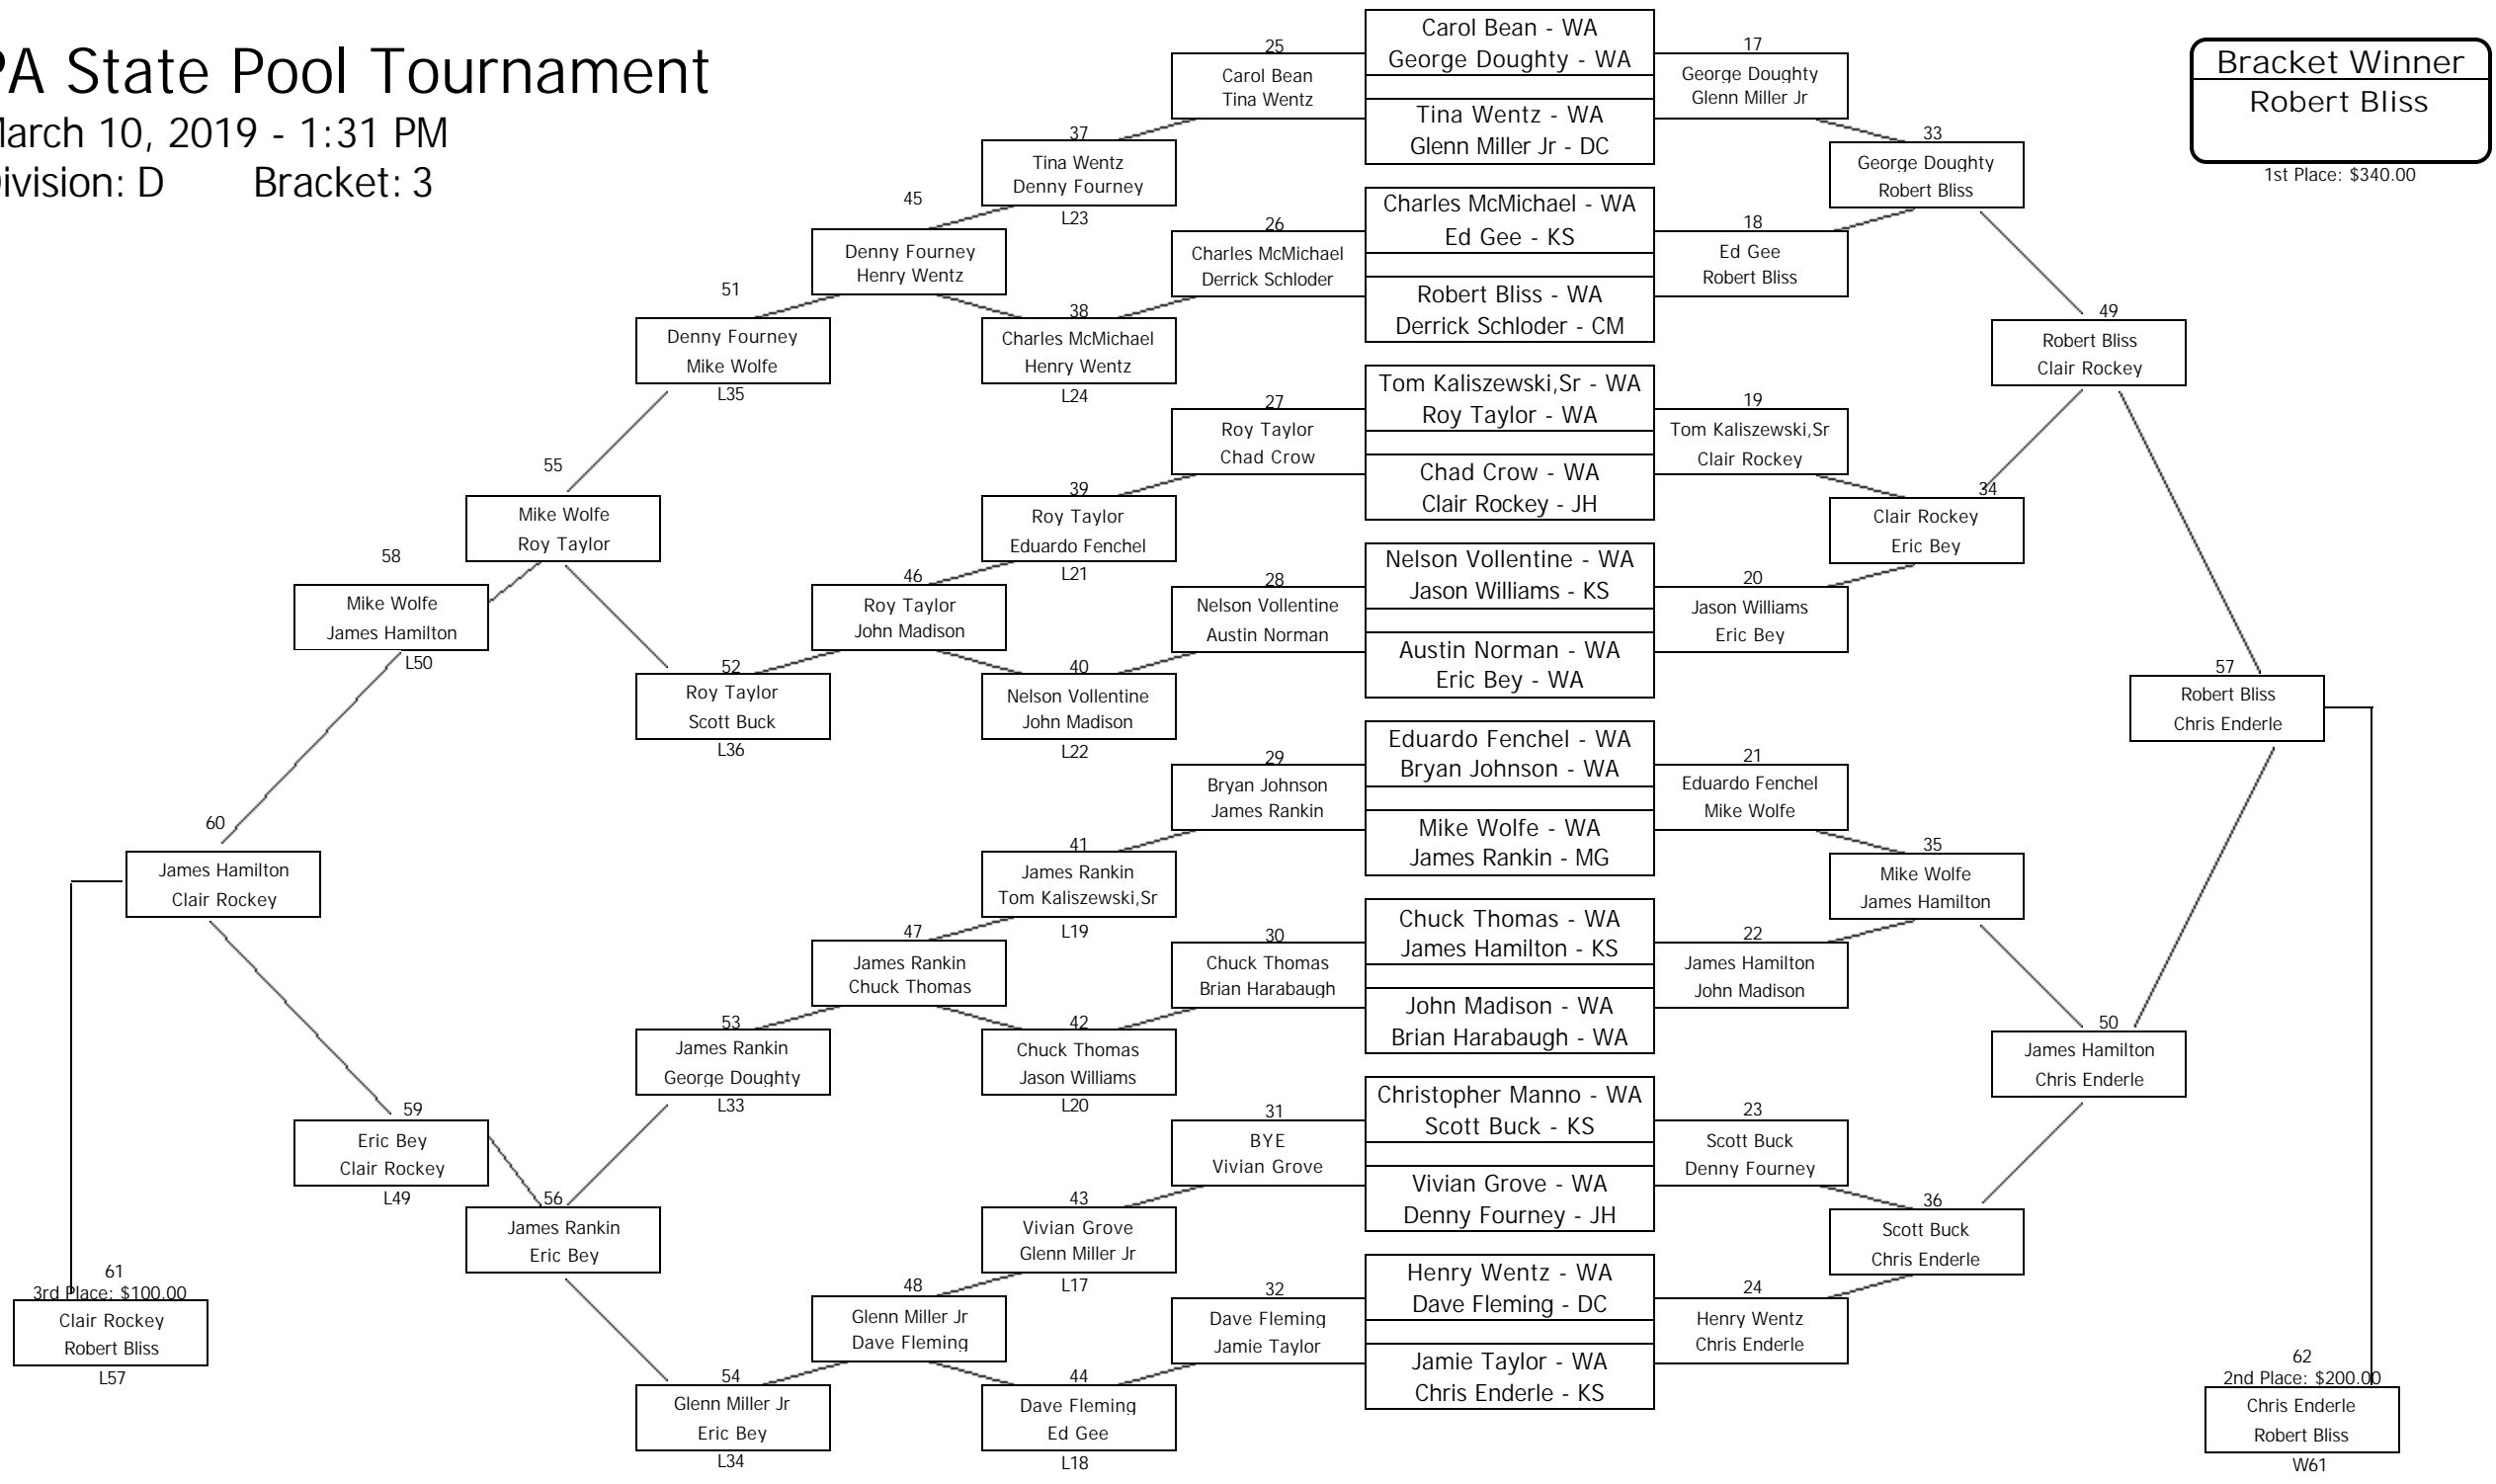 PA State Pool Tournament
March 10, 2019 - 1:31 PM
Division: D Bracket: 3
Bracket Winner
Robert Bliss
1st Place: $340.00
61
3rd Place: $100.00
Clair Rockey
Robert Bliss
L57
60
James Hamilton
Clair Rockey
58
Mike Wolfe
James Hamilton
L50
59
Eric Bey
Clair Rockey
L49
55
Mike Wolfe
Roy Taylor
56
James Rankin
Eric Bey
51
Denny Fourney
Mike Wolfe
L35
52
Roy Taylor
Scott Buck
L36
53
James Rankin
George Doughty
L33
54
Glenn Miller Jr
Eric Bey
L34
45
Denny Fourney
Henry Wentz
46
Roy Taylor
John Madison
47
James Rankin
Chuck Thomas
48
Glenn Miller Jr
Dave Fleming
37
Tina Wentz
Denny Fourney
L23
38
Charles McMichael
Henry Wentz
L24
39
Roy Taylor
Eduardo Fenchel
L21
40
Nelson Vollentine
John Madison
L22
41
James Rankin
Tom Kaliszewski,Sr
L19
42
Chuck Thomas
Jason Williams
L20
43
Vivian Grove
Glenn Miller Jr
L17
44
Dave Fleming
Ed Gee
L18
25
Carol Bean
Tina Wentz
26
Charles McMichael
Derrick Schloder
27
Roy Taylor
Chad Crow
28
Nelson Vollentine
Austin Norman
29
Bryan Johnson
James Rankin
30
Chuck Thomas
Brian Harabaugh
31
BYE
Vivian Grove
32
Dave Fleming
Jamie Taylor
Carol Bean - WA
George Doughty - WA
Tina Wentz - WA
Glenn Miller Jr - DC
Charles McMichael - WA
Ed Gee - KS
Robert Bliss - WA
Derrick Schloder - CM
Tom Kaliszewski,Sr - WA
Roy Taylor - WA
Chad Crow - WA
Clair Rockey - JH
Nelson Vollentine - WA
Jason Williams - KS
Austin Norman - WA
Eric Bey - WA
Eduardo Fenchel - WA
Bryan Johnson - WA
Mike Wolfe - WA
James Rankin - MG
Chuck Thomas - WA
James Hamilton - KS
John Madison - WA
Brian Harabaugh - WA
Christopher Manno - WA
Scott Buck - KS
Vivian Grove - WA
Denny Fourney - JH
Henry Wentz - WA
Dave Fleming - DC
Jamie Taylor - WA
Chris Enderle - KS
17
George Doughty
Glenn Miller Jr
18
Ed Gee
Robert Bliss
19
Tom Kaliszewski,Sr
Clair Rockey
20
Jason Williams
Eric Bey
21
Eduardo Fenchel
Mike Wolfe
22
James Hamilton
John Madison
23
Scott Buck
Denny Fourney
24
Henry Wentz
Chris Enderle
33
George Doughty
Robert Bliss
34
Clair Rockey
Eric Bey
35
Mike Wolfe
James Hamilton
36
Scott Buck
Chris Enderle
49
Robert Bliss
Clair Rockey
50
James Hamilton
Chris Enderle
57
Robert Bliss
Chris Enderle
62
2nd Place: $200.00
Chris Enderle
Robert Bliss
W61